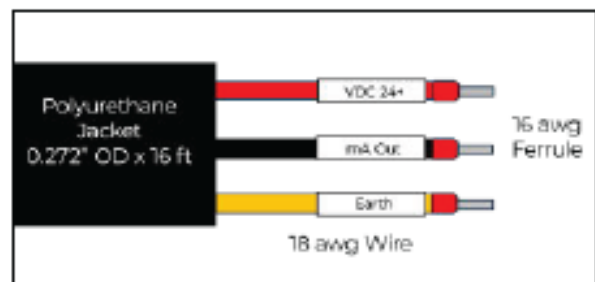 Polyurethane
Jacket
0.272" OD x 16 ft
VDC 24+
mA Out
Earth
16 awg
Ferrule
18 awg Wire